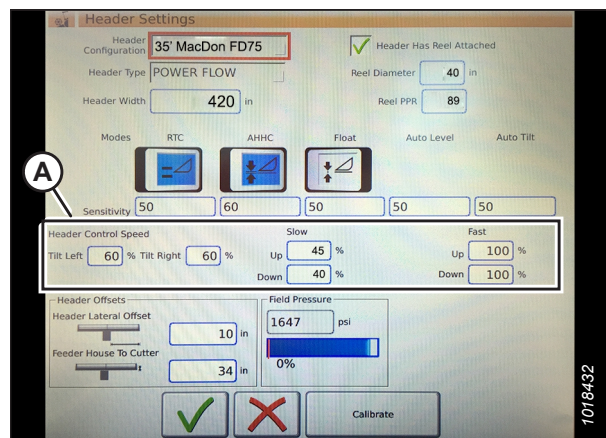 Header Settings
Header Configuration 35' MacDon FD75
Header Has Reel Attached
Header Type POWER FLOW
Reel Diameter 40 in
Header Width 420 in
Reel PPR 89
Modes RTC AHHC Float Auto Level Auto Tilt
A
Sensitivity 50 60 50 50 50
Header Control Speed
Slow
Fast
Tilt Left 60 % Tilt Right 60 %
Up 45 %
Up 100 %
Down 40 %
Down 100 %
Header Offsets
Field Pressure
Header Lateral Offset
10 in
1647 psi
Feeder House To Cutter
34 in
0%
Calibrate
1018432